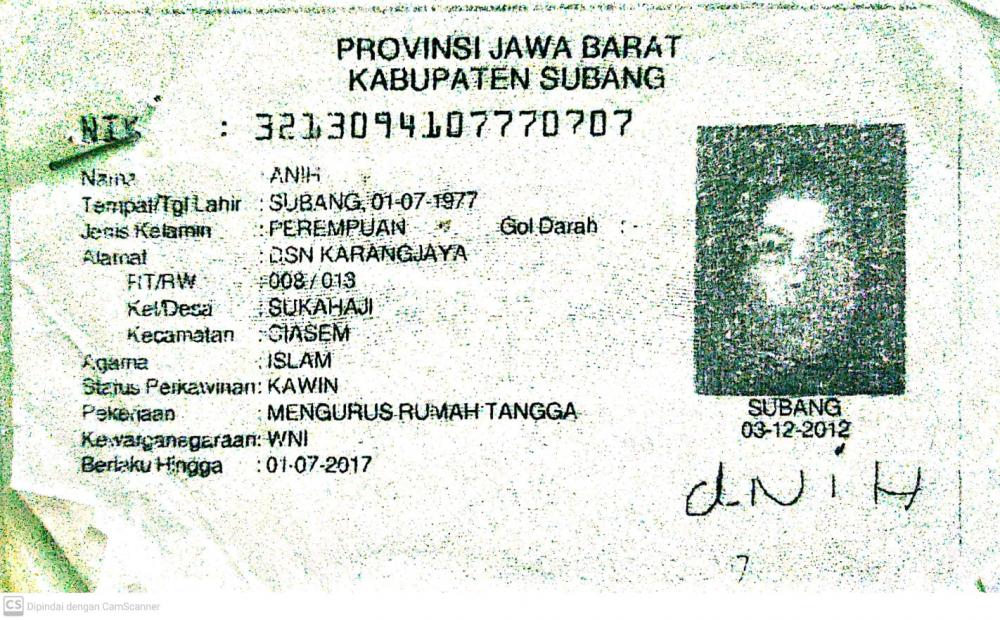 PROVINSI JAWA BARAT
KABUPATEN SUBANG
NIK : 3213094107770707
Nama : ANIH
Tempat/Tgl Lahir : SUBANG, 01-07-1977
Jenis Kelamin : PEREMPUAN Gol Darah : -
Alamat : DSN KARANGJAYA
RT/RW : 008 / 013
Kel/Desa : SUKAHAJI
Kecamatan : CIASEM
Agama : ISLAM
Status Perkawinan: KAWIN
Pekerjaan : MENGURUS RUMAH TANGGA
Kewarganegaraan: WNI
Berlaku Hingga : 01-07-2017
SUBANG
03-12-2012
ANiH
7
CS Dipindai dengan CamScanner